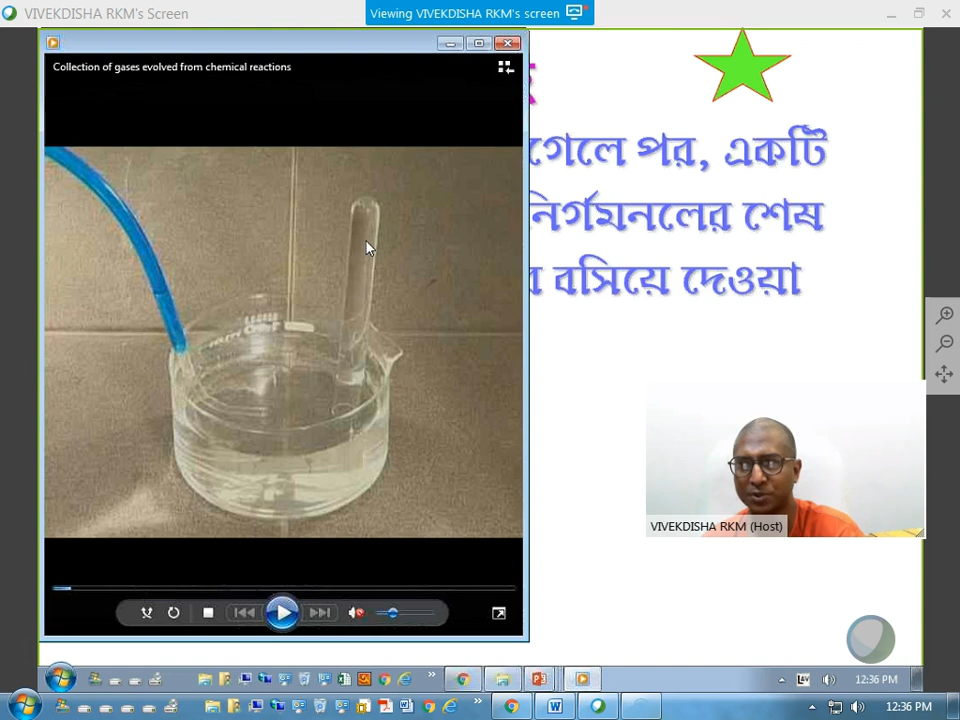 VIVEKDISHA RKM's Screen
Viewing VIVEKDISHA RKM's screen
Collection of gases evolved from chemical reactions
গেলে পর, একটি
নির্গমনলের শেষ
বসিয়ে দেওয়া
VIVEKDISHA RKM (Host)
12:36 PM
12:36 PM